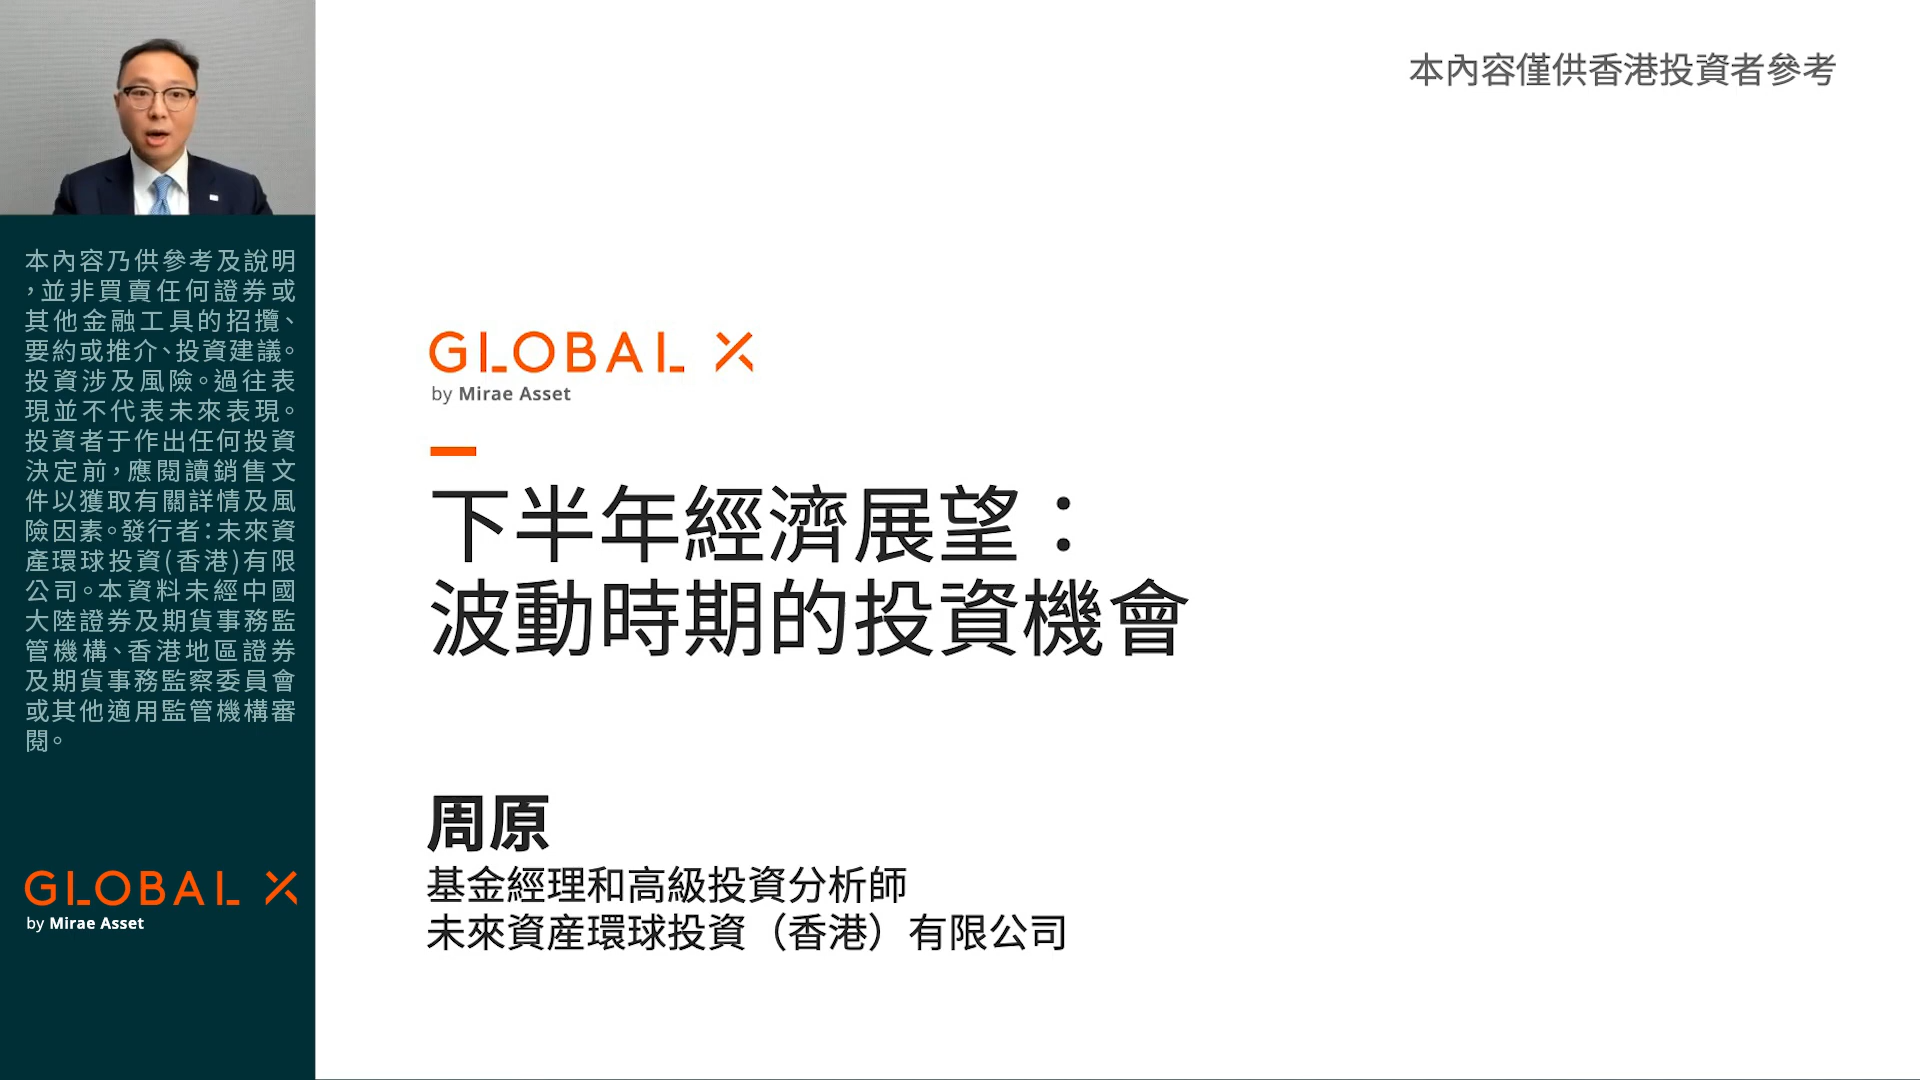 本內容僅供香港投資者參考
本內容乃供參考及說明
，並非買賣任何證券或
其他金融工具的招攬、
要約或推介、投資建議。
投資涉及風險。過往表
現並不代表未來表現。
投資者于作出任何投資
決定前，應閱讀銷售文
件以獲取有關詳情及風
險因素。發行者：未來資
產環球投資(香港)有限
公司。本資料未經中國
大陸證券及期貨事務監
管機構、香港地區證券
及期貨事務監察委員會
或其他適用監管機構審
閱。
GLOBAL X
by Mirae Asset
GLOBAL X
by Mirae Asset
下半年經濟展望：
波動時期的投資機會
周原
基金經理和高級投資分析師
未來資産環球投資（香港）有限公司